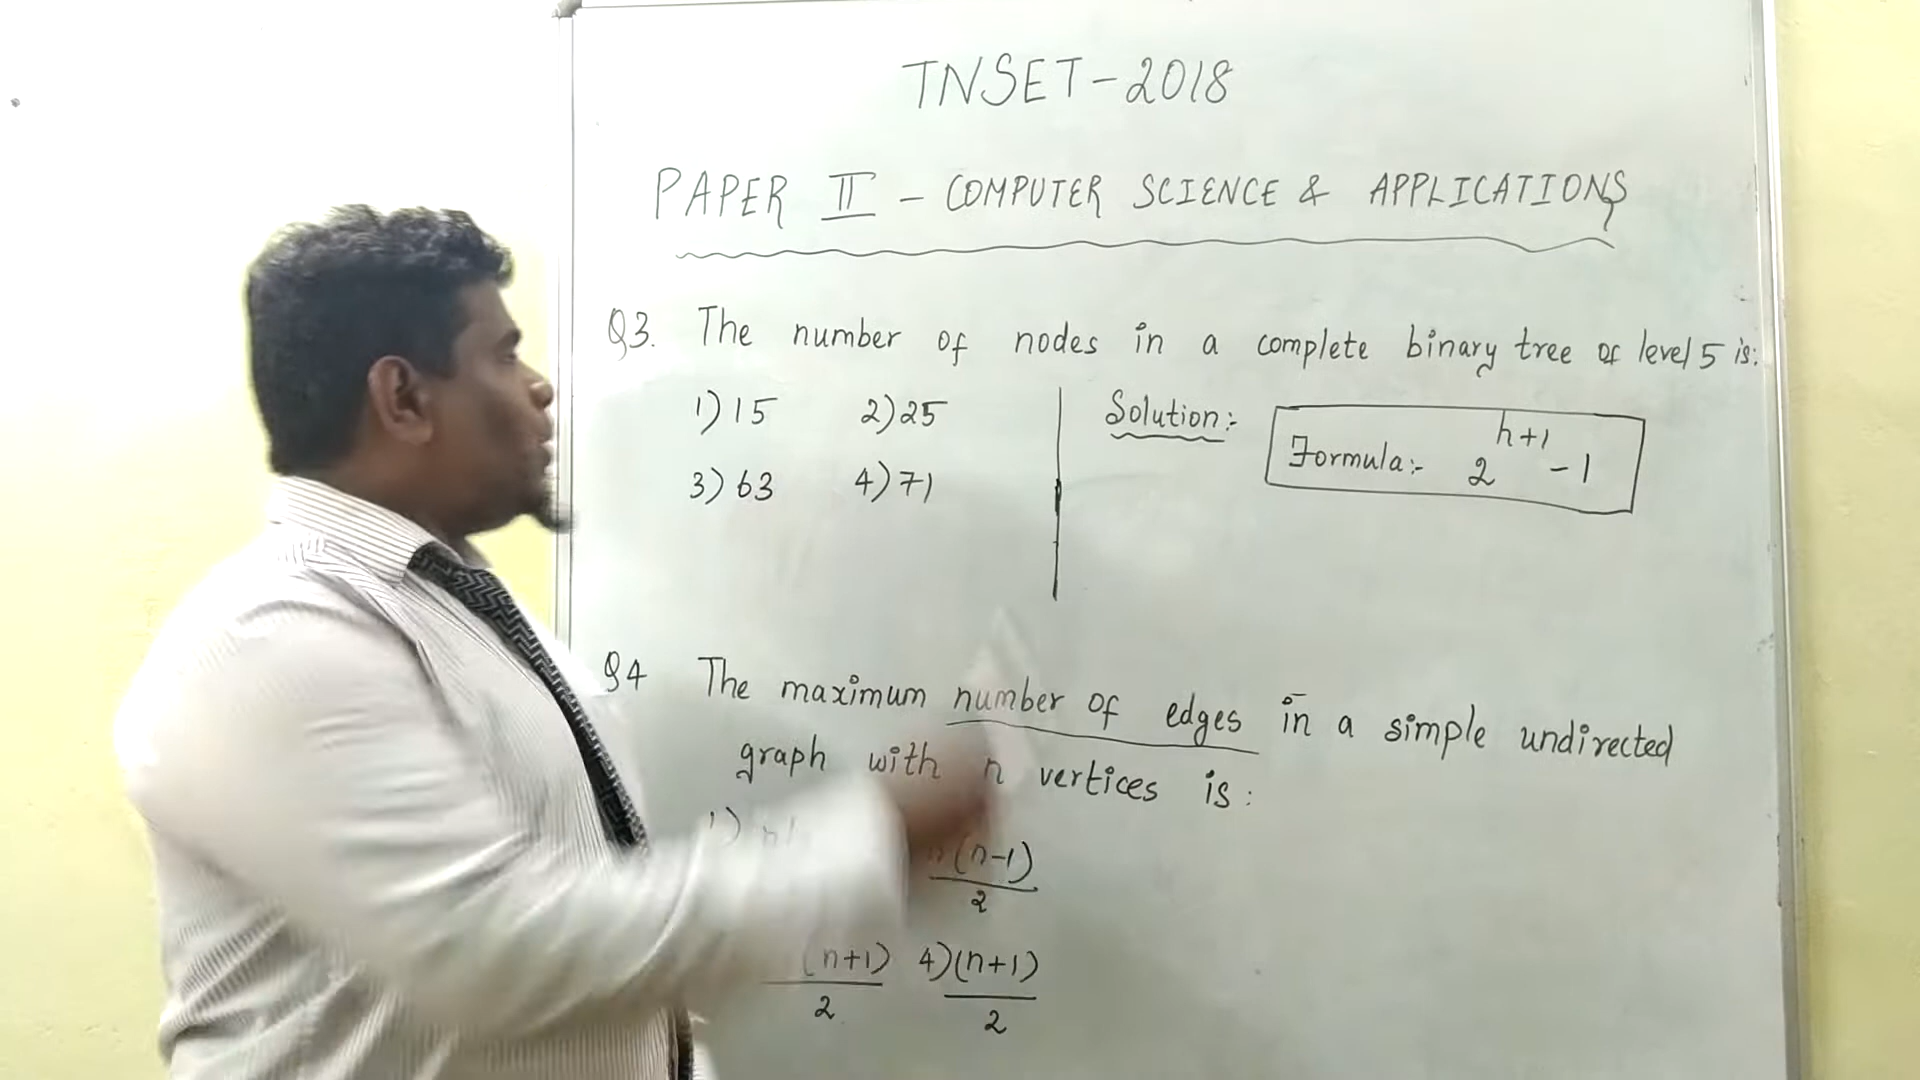 TNSET-2018
PAPER II - COMPUTER SCIENCE & APPLICATIONS
Q3. The number of nodes in a complete binary tree of level 5 is:
1) 15 2) 25
3) 63 4) 71
Solution:-
Formula:- 2^{h+1} - 1
Q4 The maximum number of edges in a simple undirected
graph with n vertices is:
1)
(n-1)
2
(n+1) 4) (n+1)
2 2